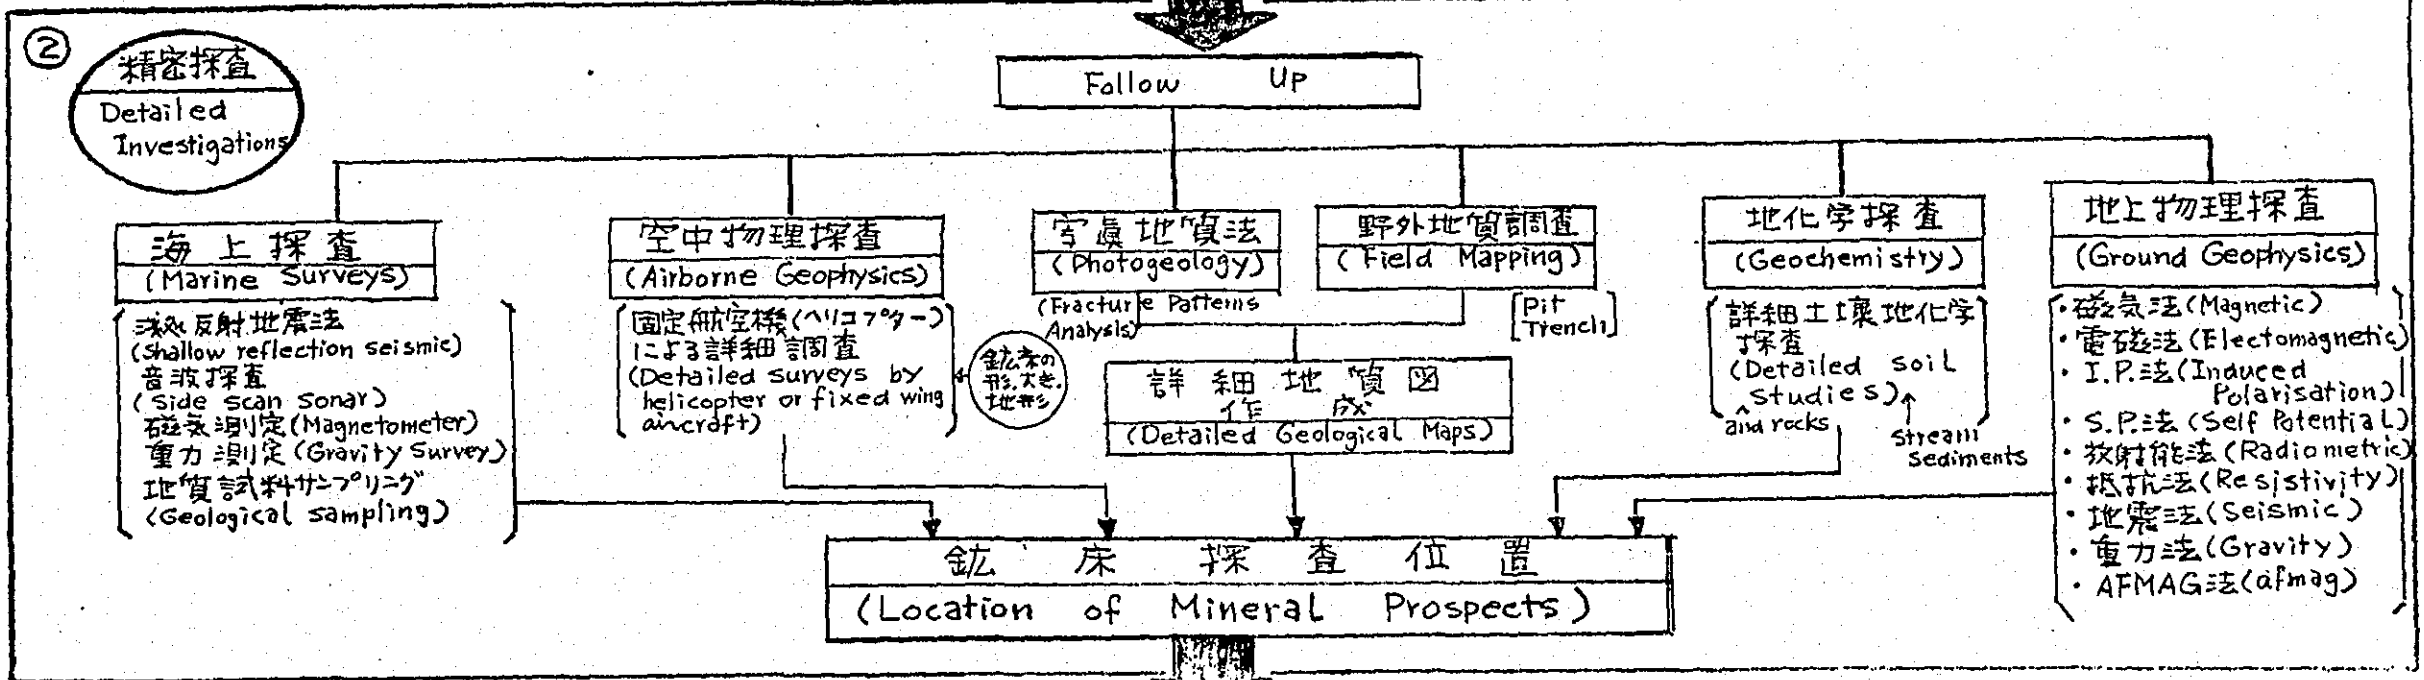 ②
精密探査
Detailed
Investigations
Follow Up
海上探査
(Marine Surveys)
浅欸反射地震法
(Shallow reflection seismic)
音波探査
(Side scan sonar)
磁気測定(Magnetometer)
重力測定(Gravity Survey)
地質試料サンプリング
(Geological sampling)
空中物理探査
(Airborne Geophysics)
固定航空機(ヘリコプター)
による詳細調査
(Detailed surveys by
helicopter or fixed wing
aincraft)
鉱床の
形.大きさ.
地形
写眞地質法
(Photogeology)
(Fracture Patterns
Analysis)
野外地質調査
(Field Mapping)
[Pit
Trench]
詳細地質図
作成
(Detailed Geological Maps)
地化学探査
(Geochemistry)
詳細土壌地化学
探査
(Detailed soil
Studies)
and rocks
Stream
Sediments
地上物理探査
(Ground Geophysics)
・磁気法(Magnetic)
・電磁法(Electomagnetic)
・I.P.法(Induced
Polarisation)
・S.P.法(Self Potential)
・放射能法(Radiometric)
・抵抗法(Resistivity)
・地震法(Seismic)
・重力法(Gravity)
・AFMAG法(afmag)
鉱床探査位置
(Location of Mineral Prospects)